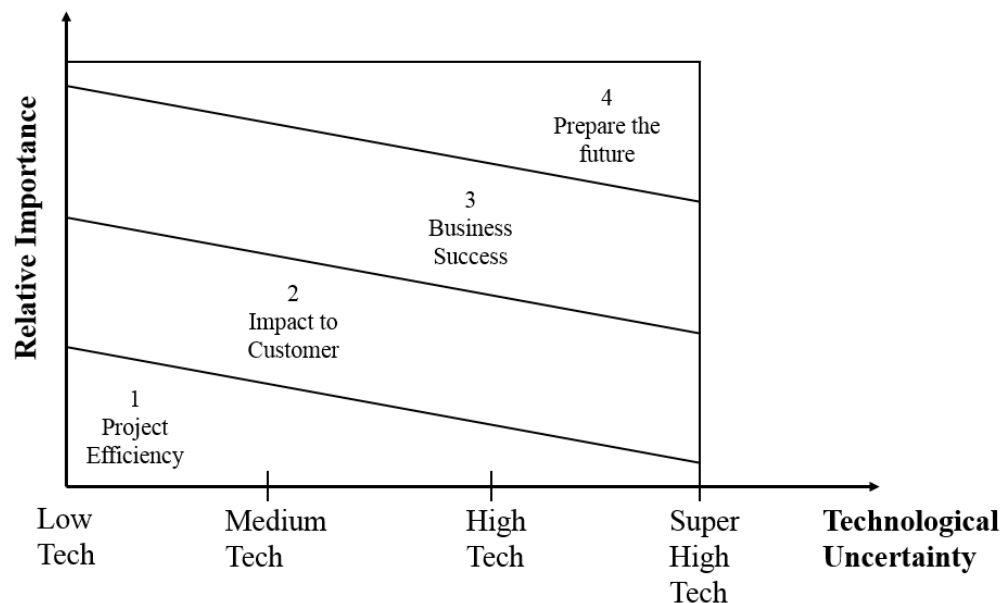 Relative Importance
4
Prepare the
future
3
Business
Success
2
Impact to
Customer
1
Project
Efficiency
Low
Tech
Medium
Tech
High
Tech
Super
High
Tech
Technological
Uncertainty